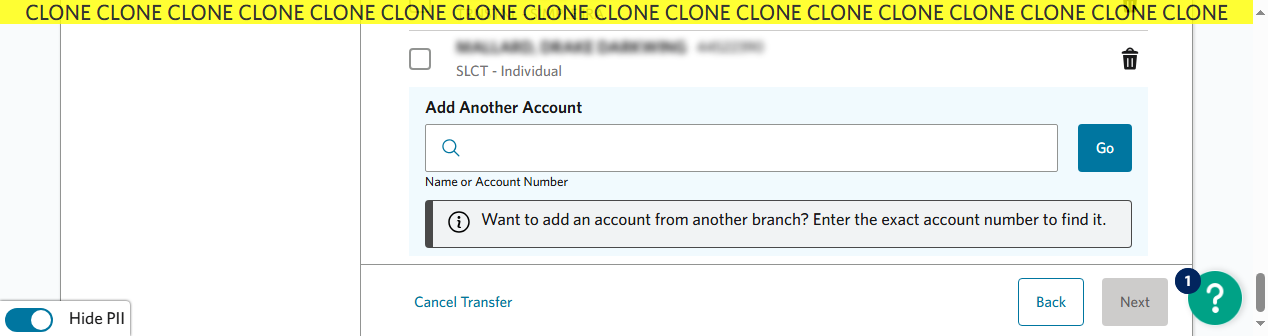 CLONE CLONE CLONE CLONE CLONE CLONE CLONE CLONE CLONE CLONE CLONE CLONE CLONE CLONE CLONE CLONE CLONE
SLCT - Individual
Add Another Account
Go
Name or Account Number
Want to add an account from another branch? Enter the exact account number to find it.
Cancel Transfer
Back
Next
1
?
Hide PII